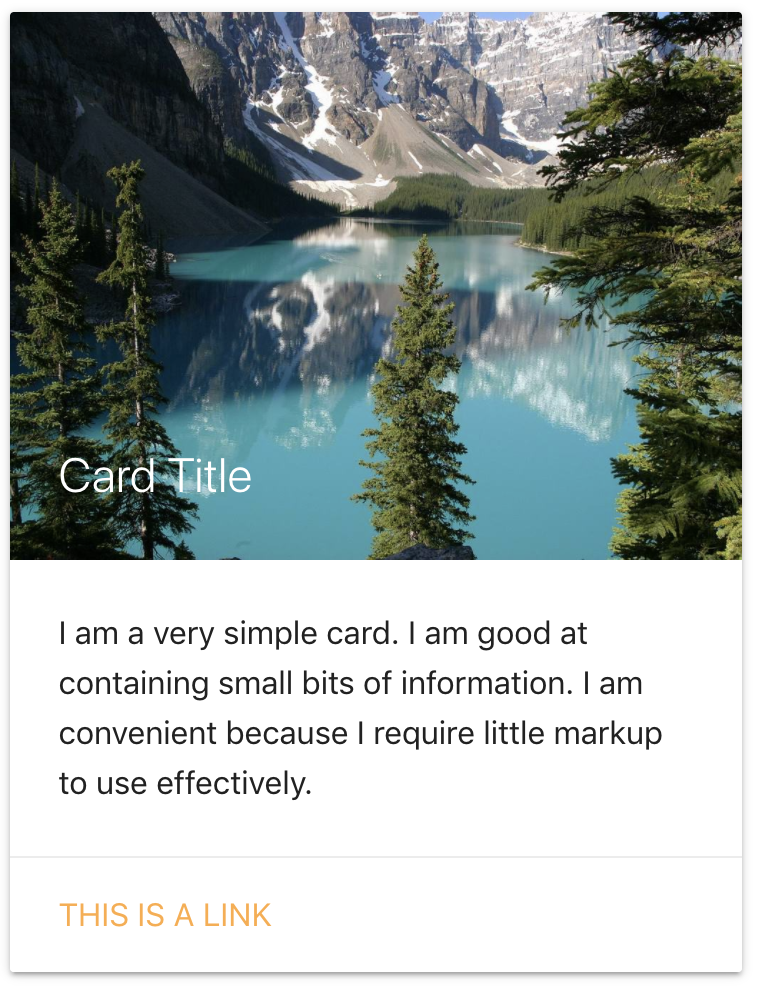 Card Title
I am a very simple card. I am good at
containing small bits of information. I am
convenient because I require little markup
to use effectively.
THIS IS A LINK